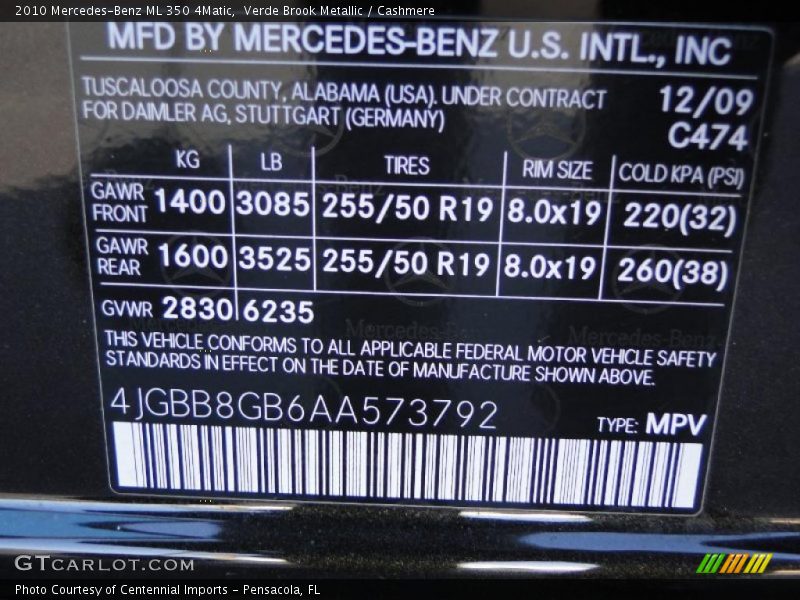 2010 Mercedes-Benz ML 350 4Matic,  Verde Brook Metallic / Cashmere
MFD BY MERCEDES-BENZ U.S. INTL., INC
TUSCALOOSA COUNTY, ALABAMA (USA). UNDER CONTRACT 12/09
FOR DAIMLER AG, STUTTGART (GERMANY) C474
KG LB TIRES RIM SIZE COLD KPA (PSI)
GAWR FRONT 1400 3085 255/50 R19 8.0x19 220(32)
GAWR REAR 1600 3525 255/50 R19 8.0x19 260(38)
GVWR 2830 6235
THIS VEHICLE CONFORMS TO ALL APPLICABLE FEDERAL MOTOR VEHICLE SAFETY
STANDARDS IN EFFECT ON THE DATE OF MANUFACTURE SHOWN ABOVE.
4JGBB8GB6AA573792 TYPE: MPV
GTCARLOT.COM
Photo Courtesy of Centennial Imports - Pensacola, FL